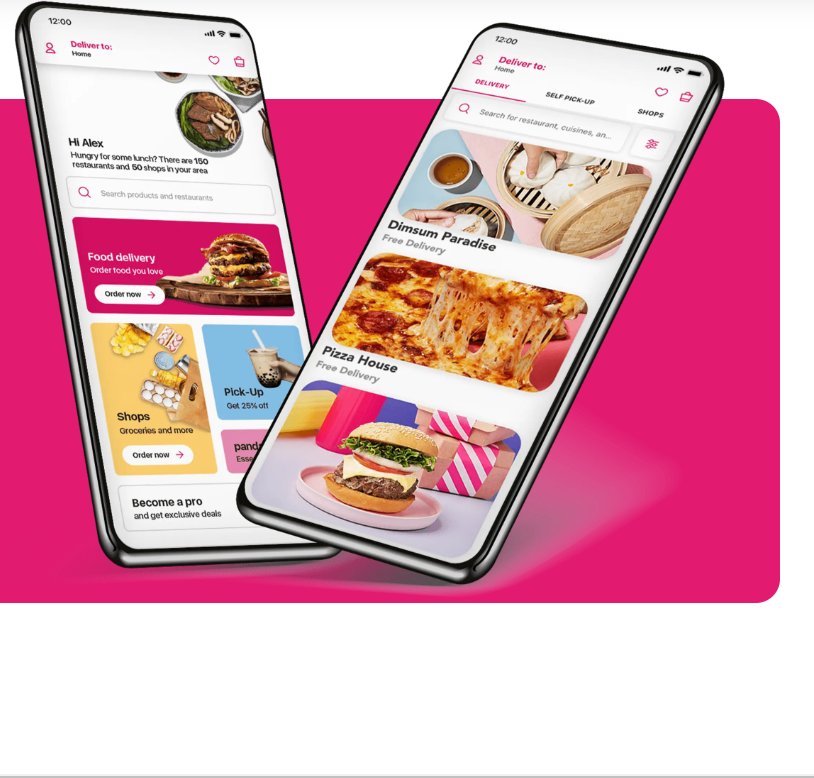 12:00
Deliver to:
Home
Hi Alex
Hungry for some lunch? There are 150
restaurants and 50 shops in your area
Search products and restaurants
Food delivery
Order food you love
Order now
Shops
Groceries and more
Order now
Pick-Up
Get 25% off
pand
Esse
Become a pro
and get exclusive deals
12:00
Deliver to:
Home
DELIVERY
SELF PICK-UP
SHOPS
Search for restaurant, cuisines, an...
Dimsum Paradise
Free Delivery
Pizza House
Free Delivery